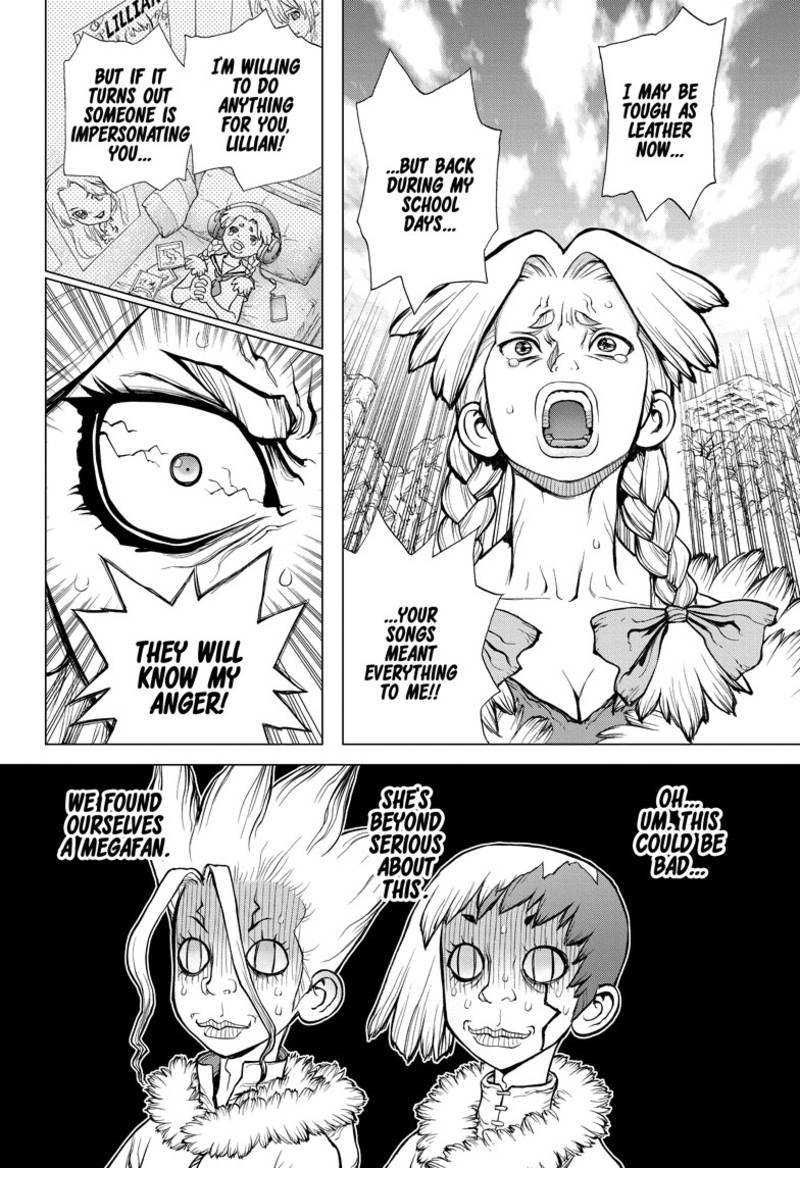 I MAY BE
TOUGH AS
LEATHER
NOW...
...BUT BACK
DURING MY
SCHOOL
DAYS...
...YOUR
SONGS
MEANT
EVERYTHING
TO ME!!
LILLIAN
I'M WILLING
TO DO
ANYTHING
FOR YOU,
LILLIAN!
BUT IF IT
TURNS OUT
SOMEONE IS
IMPERSONATING
YOU...
THEY WILL
KNOW MY
ANGER!
OH...
UM, THIS
COULD BE
BAD...
SHE'S
BEYOND
SERIOUS
ABOUT
THIS.
WE FOUND
OURSELVES
A MEGAFAN.